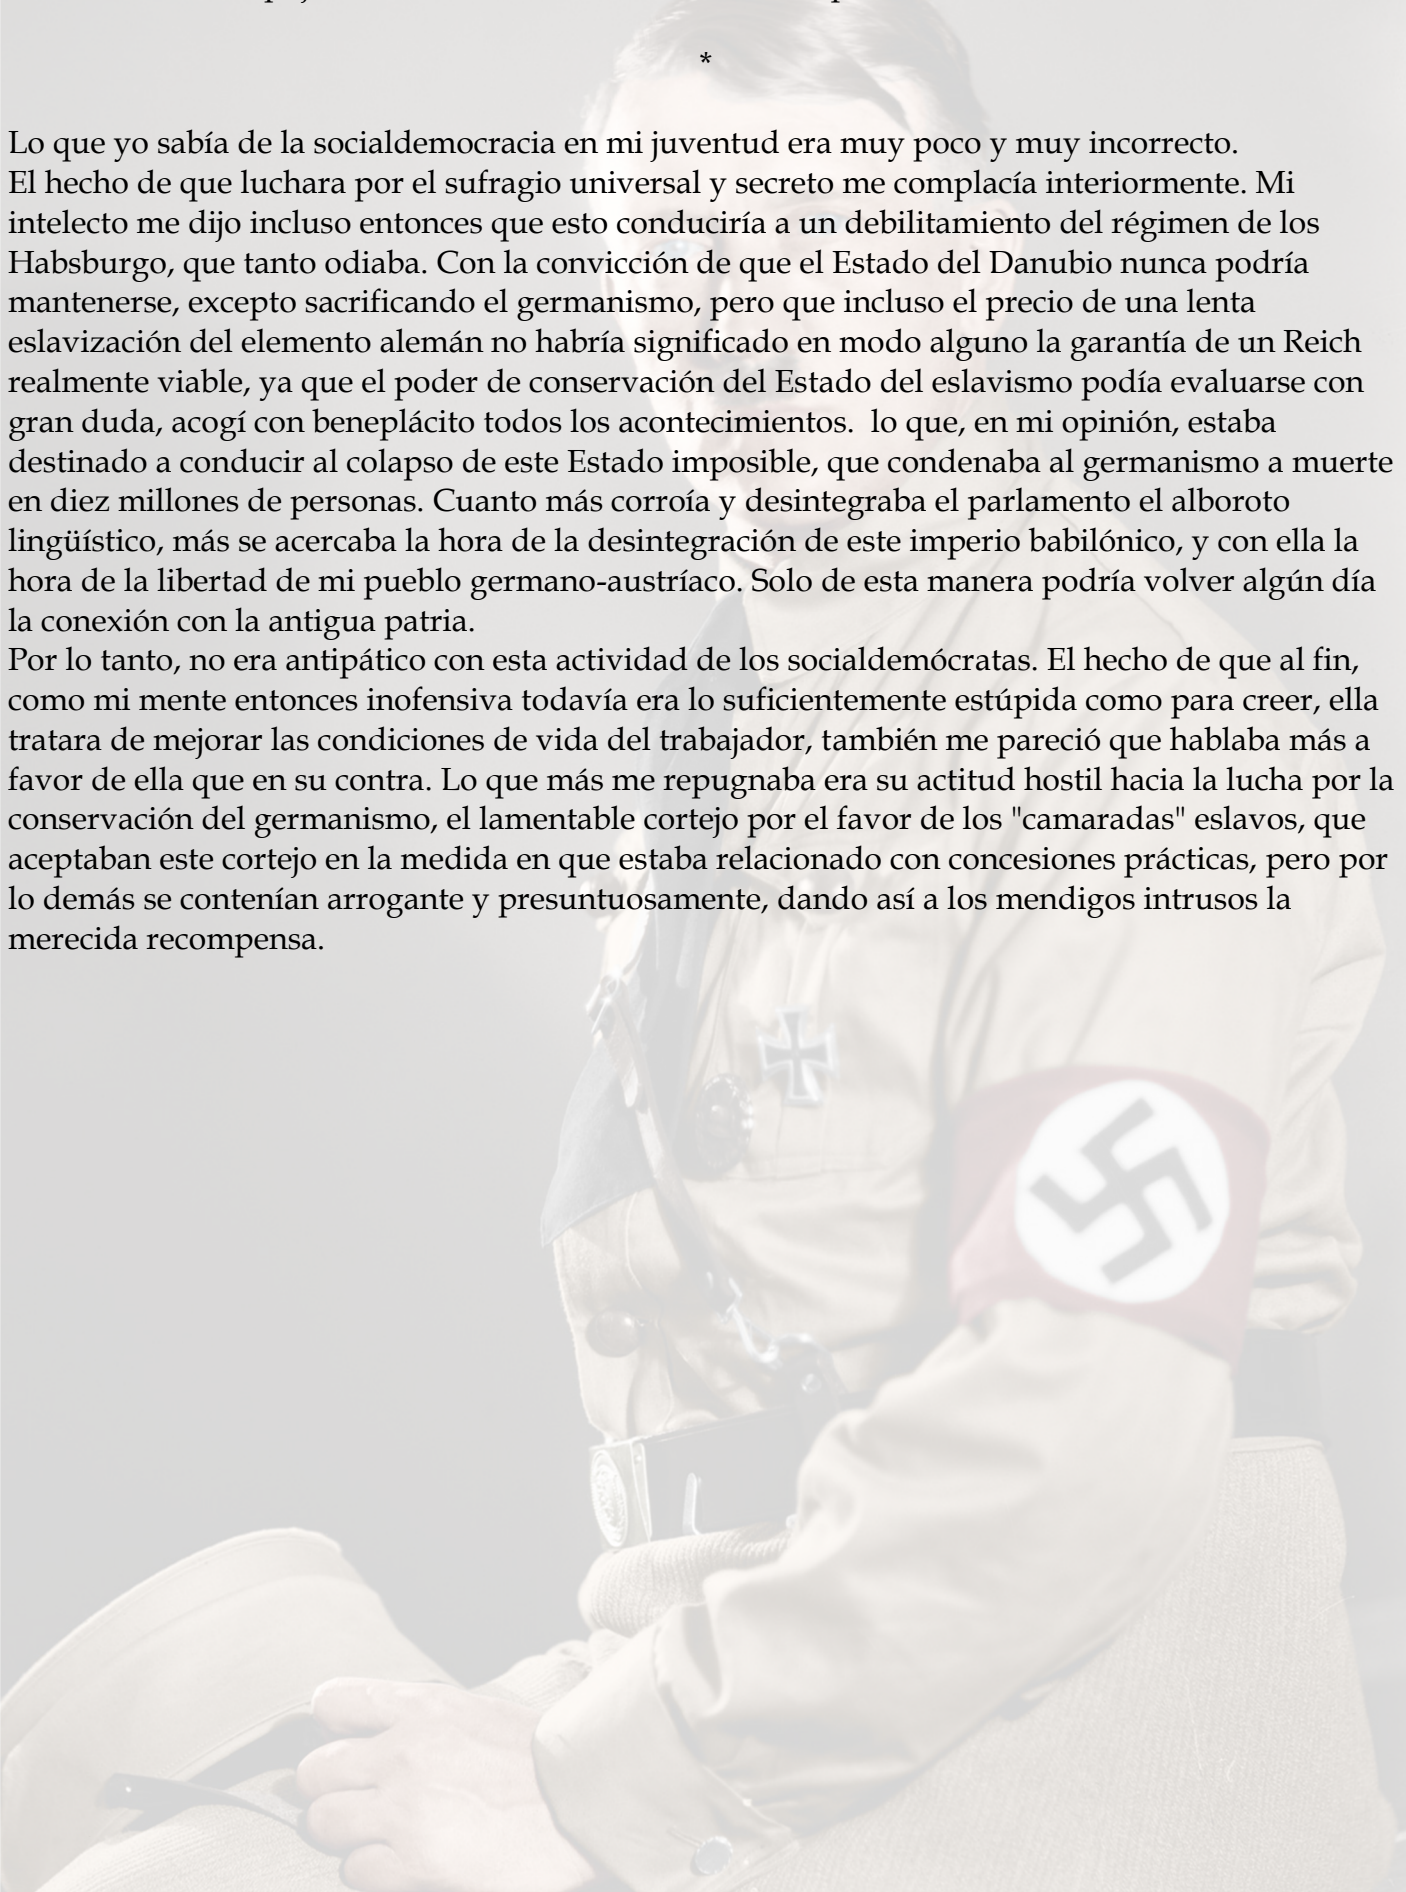 *
Lo que yo sabía de la socialdemocracia en mi juventud era muy poco y muy incorrecto.
El hecho de que luchara por el sufragio universal y secreto me complacía interiormente. Mi
intelecto me dijo incluso entonces que esto conduciría a un debilitamiento del régimen de los
Habsburgo, que tanto odiaba. Con la convicción de que el Estado del Danubio nunca podría
mantenerse, excepto sacrificando el germanismo, pero que incluso el precio de una lenta
eslavización del elemento alemán no habría significado en modo alguno la garantía de un Reich
realmente viable, ya que el poder de conservación del Estado del eslavismo podía evaluarse con
gran duda, acogí con beneplácito todos los acontecimientos.  lo que, en mi opinión, estaba
destinado a conducir al colapso de este Estado imposible, que condenaba al germanismo a muerte
en diez millones de personas. Cuanto más corroía y desintegraba el parlamento el alboroto
lingüístico, más se acercaba la hora de la desintegración de este imperio babilónico, y con ella la
hora de la libertad de mi pueblo germano-austríaco. Solo de esta manera podría volver algún día
la conexión con la antigua patria.
Por lo tanto, no era antipático con esta actividad de los socialdemócratas. El hecho de que al fin,
como mi mente entonces inofensiva todavía era lo suficientemente estúpida como para creer, ella
tratara de mejorar las condiciones de vida del trabajador, también me pareció que hablaba más a
favor de ella que en su contra. Lo que más me repugnaba era su actitud hostil hacia la lucha por la
conservación del germanismo, el lamentable cortejo por el favor de los "camaradas" eslavos, que
aceptaban este cortejo en la medida en que estaba relacionado con concesiones prácticas, pero por
lo demás se contenían arrogante y presuntuosamente, dando así a los mendigos intrusos la
merecida recompensa.